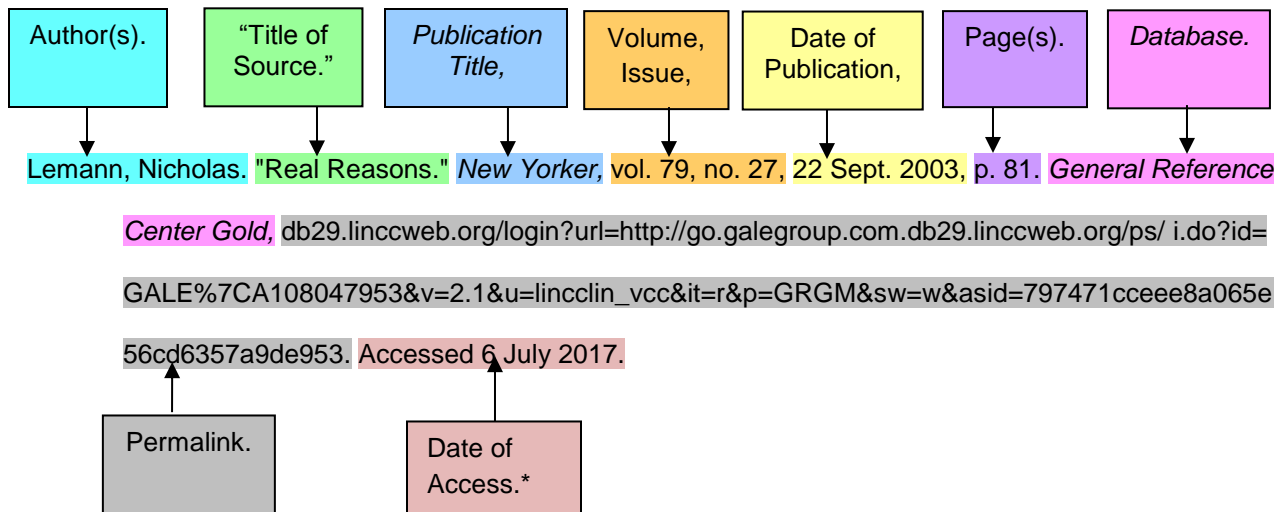 Author(s).
“Title of
Source.”
Publication
Title,
Volume,
Issue,
Date of
Publication,
Page(s).
Database.
Lemann, Nicholas. "Real Reasons." New Yorker, vol. 79, no. 27, 22 Sept. 2003, p. 81. General Reference
Center Gold, db29.linccweb.org/login?url=http://go.galegroup.com.db29.linccweb.org/ps/ i.do?id=
GALE%7CA108047953&v=2.1&u=lincclin_vcc&it=r&p=GRGM&sw=w&asid=797471cceee8a065e
56cd6357a9de953. Accessed 6 July 2017.
Permalink.
Date of
Access.*